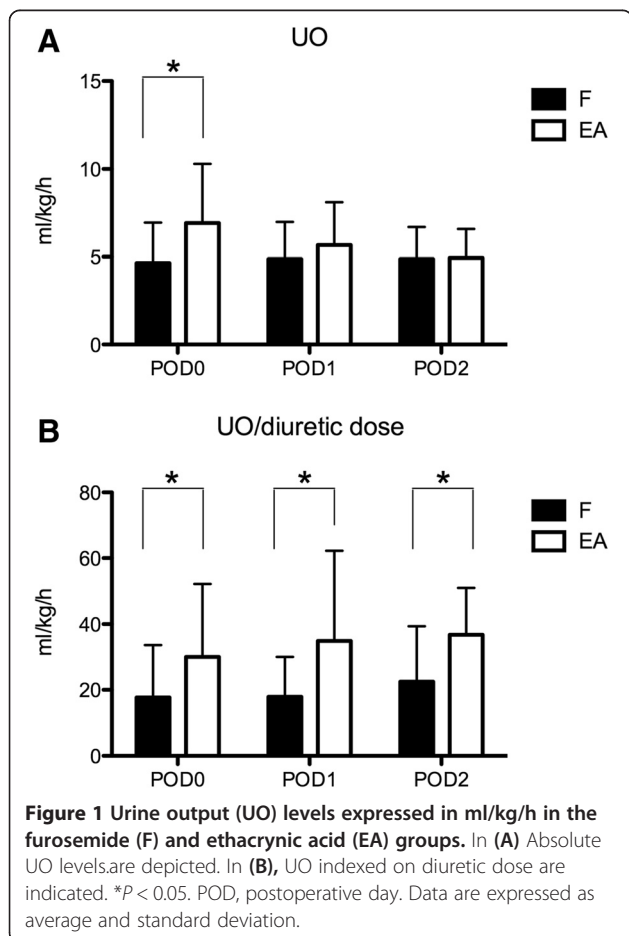 A
UO
*
15
10
5
0
ml/kg/h
F
EA
POD0
POD1
POD2
B
UO/diuretic dose
*
*
*
80
60
40
20
0
ml/kg/h
F
EA
POD0
POD1
POD2
Figure 1 Urine output (UO) levels expressed in ml/kg/h in the
furosemide (F) and ethacrynic acid (EA) groups. In (A) Absolute
UO levels.are depicted. In (B), UO indexed on diuretic dose are
indicated. *P < 0.05. POD, postoperative day. Data are expressed as
average and standard deviation.